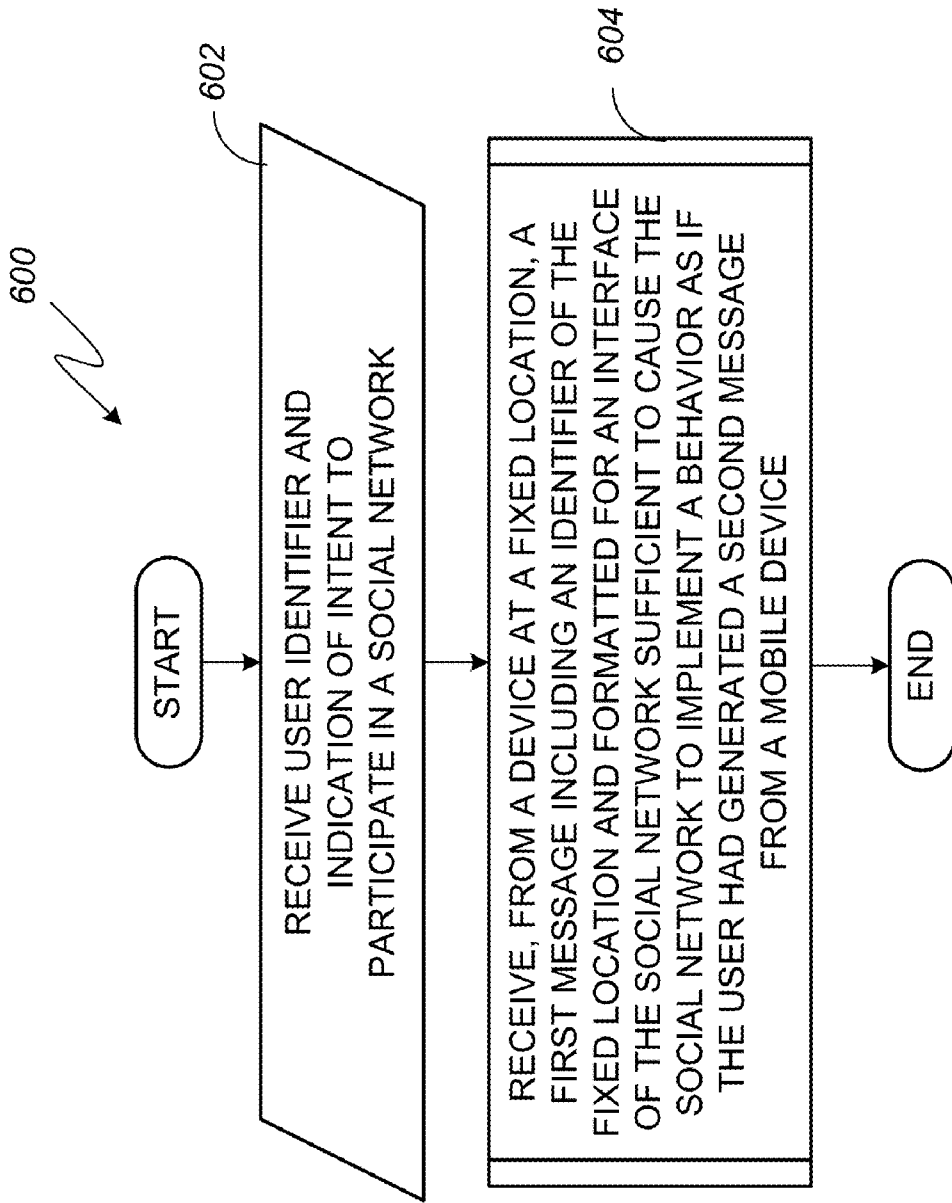 600
START
602
RECEIVE USER IDENTIFIER AND
INDICATION OF INTENT TO
PARTICIPATE IN A SOCIAL NETWORK
604
RECEIVE, FROM A DEVICE AT A FIXED LOCATION, A
FIRST MESSAGE INCLUDING AN IDENTIFIER OF THE
FIXED LOCATION AND FORMATTED FOR AN INTERFACE
OF THE SOCIAL NETWORK SUFFICIENT TO CAUSE THE
SOCIAL NETWORK TO IMPLEMENT A BEHAVIOR AS IF
THE USER HAD GENERATED A SECOND MESSAGE
FROM A MOBILE DEVICE
END